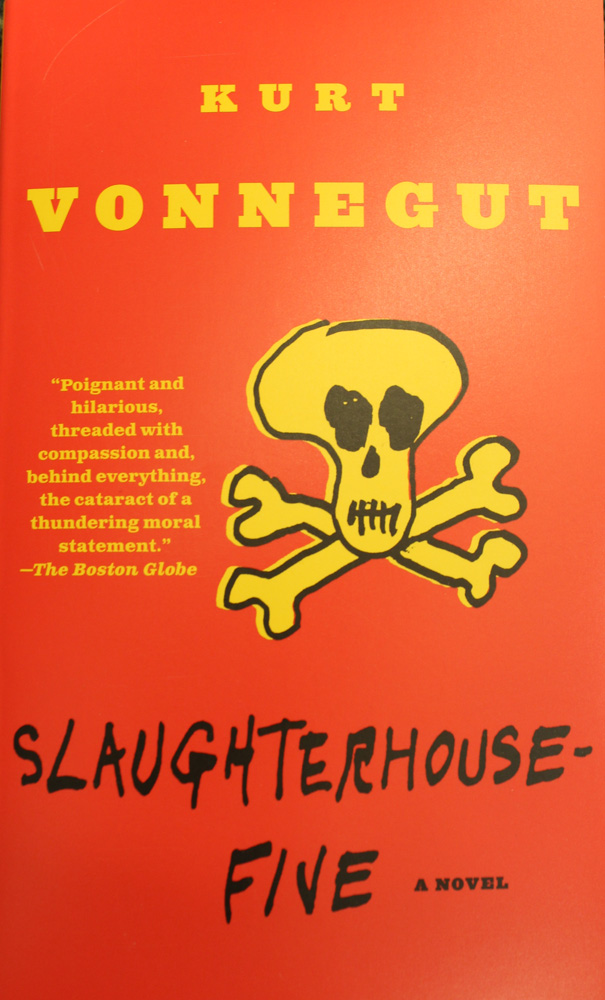 KURT
VONNEGUT
“Poignant and
hilarious,
threaded with
compassion and,
behind everything,
the cataract of a
thundering moral
statement.”
—The Boston Globe
SLAUGHTERHOUSE-
FIVE
A NOVEL